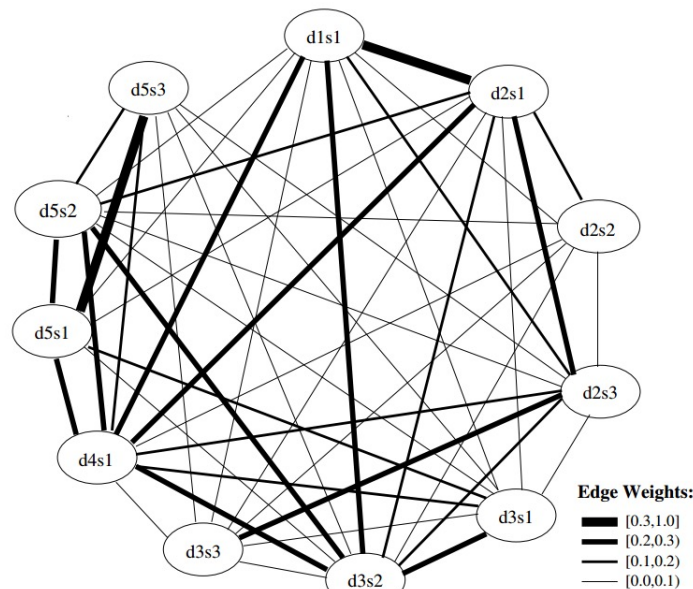 d1s1
d5s3
d2s1
d5s2
d2s2
d5s1
d2s3
d4s1
d3s1
d3s3
d3s2
Edge Weights:
[0.3,1.0]
[0.2,0.3)
[0.1,0.2)
[0.0,0.1)